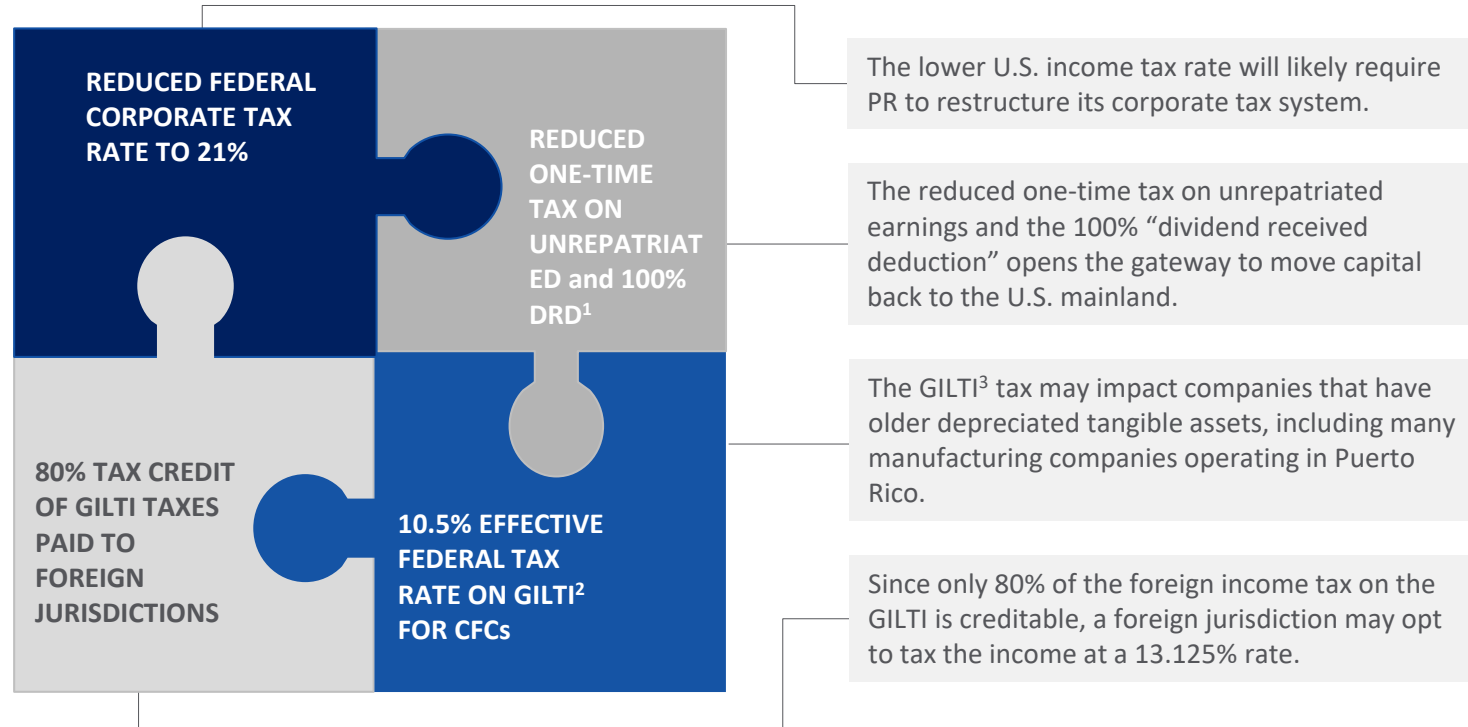 REDUCED FEDERAL
CORPORATE TAX
RATE TO 21%
REDUCED
ONE-TIME
TAX ON
UNREPATRIAT
ED and 100%
DRD¹
80% TAX CREDIT
OF GILTI TAXES
PAID TO
FOREIGN
JURISDICTIONS
10.5% EFFECTIVE
FEDERAL TAX
RATE ON GILTI²
FOR CFCs
The lower U.S. income tax rate will likely require
PR to restructure its corporate tax system.
The reduced one-time tax on unrepatriated
earnings and the 100% “dividend received
deduction” opens the gateway to move capital
back to the U.S. mainland.
The GILTI³ tax may impact companies that have
older depreciated tangible assets, including many
manufacturing companies operating in Puerto
Rico.
Since only 80% of the foreign income tax on the
GILTI is creditable, a foreign jurisdiction may opt
to tax the income at a 13.125% rate.